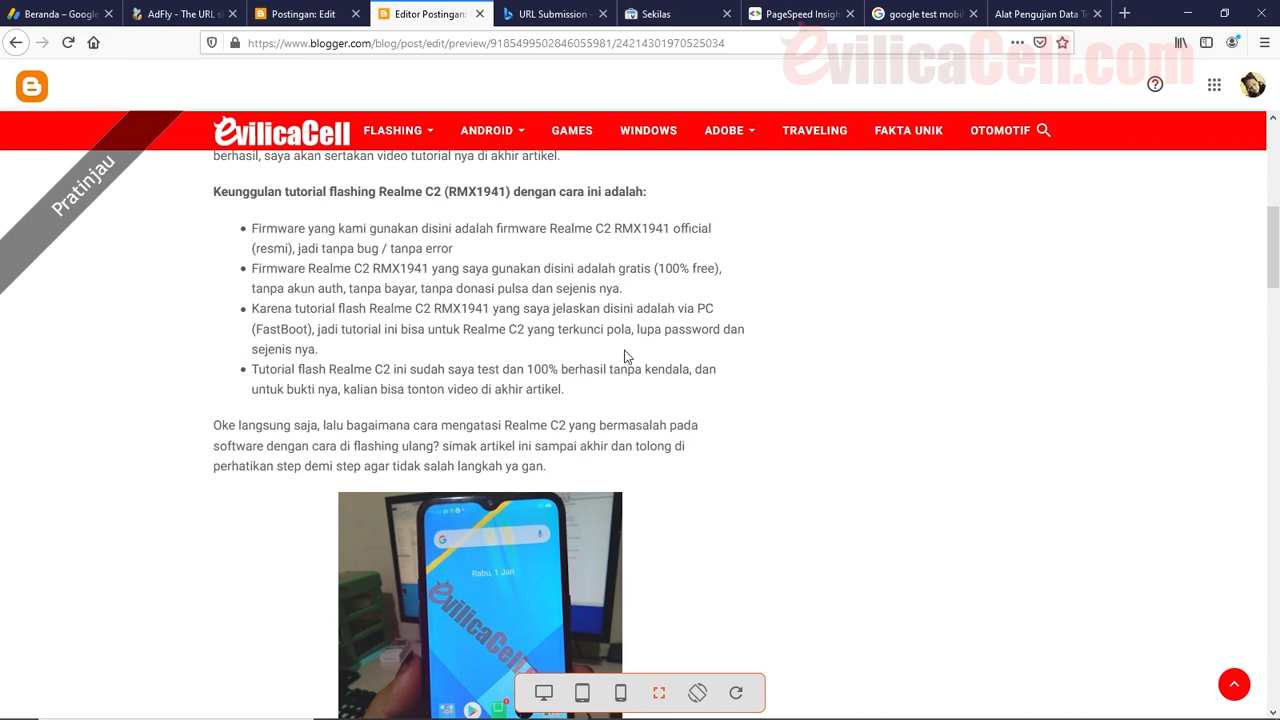 Beranda – Google
AdFly - The URL s
Postingan: Edit
Editor Postingan:
URL Submission -
Sekilas
PageSpeed Insigh
google test mobi
Alat Pengujian Data Te
https://www.blogger.com/blog/post/edit/preview/9185499502846055981/24214301970525034
evilicaCell.com
Pratinjau
evilicaCell
FLASHING
ANDROID
GAMES
WINDOWS
ADOBE
TRAVELING
FAKTA UNIK
OTOMOTIF
berhasil, saya akan sertakan video tutorial nya di akhir artikel.
Keunggulan tutorial flashing Realme C2 (RMX1941) dengan cara ini adalah:
Firmware yang kami gunakan disini adalah firmware Realme C2 RMX1941 official
(resmi), jadi tanpa bug / tanpa error
Firmware Realme C2 RMX1941 yang saya gunakan disini adalah gratis (100% free),
tanpa akun auth, tanpa bayar, tanpa donasi pulsa dan sejenis nya.
Karena tutorial flash Realme C2 RMX1941 yang saya jelaskan disini adalah via PC
(FastBoot), jadi tutorial ini bisa untuk Realme C2 yang terkunci pola, lupa password dan
sejenis nya.
Tutorial flash Realme C2 ini sudah saya test dan 100% berhasil tanpa kendala, dan
untuk bukti nya, kalian bisa tonton video di akhir artikel.
Oke langsung saja, lalu bagaimana cara mengatasi Realme C2 yang bermasalah pada
software dengan cara di flashing ulang? simak artikel ini sampai akhir dan tolong di
perhatikan step demi step agar tidak salah langkah ya gan.
Rabu, 1 Jan
evilicaCell.co